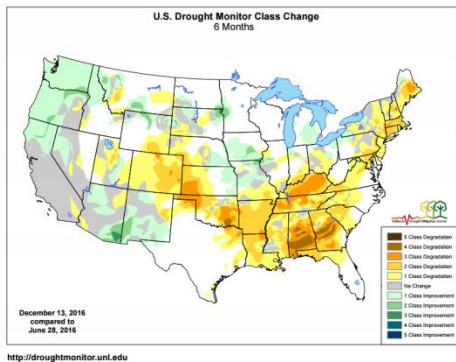 U.S. Drought Monitor Class Change
6 Months
5 Class Degradation
4 Class Degradation
3 Class Degradation
2 Class Degradation
1 Class Degradation
No Change
1 Class Improvement
2 Class Improvement
3 Class Improvement
4 Class Improvement
5 Class Improvement
December 13, 2016
compared to
June 28, 2016
http://droughtmonitor.unl.edu